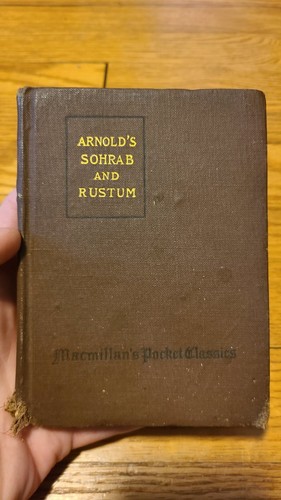 ARNOLD'S
SOHRAB
AND
RUSTUM
Macmillan's Pocket Classics